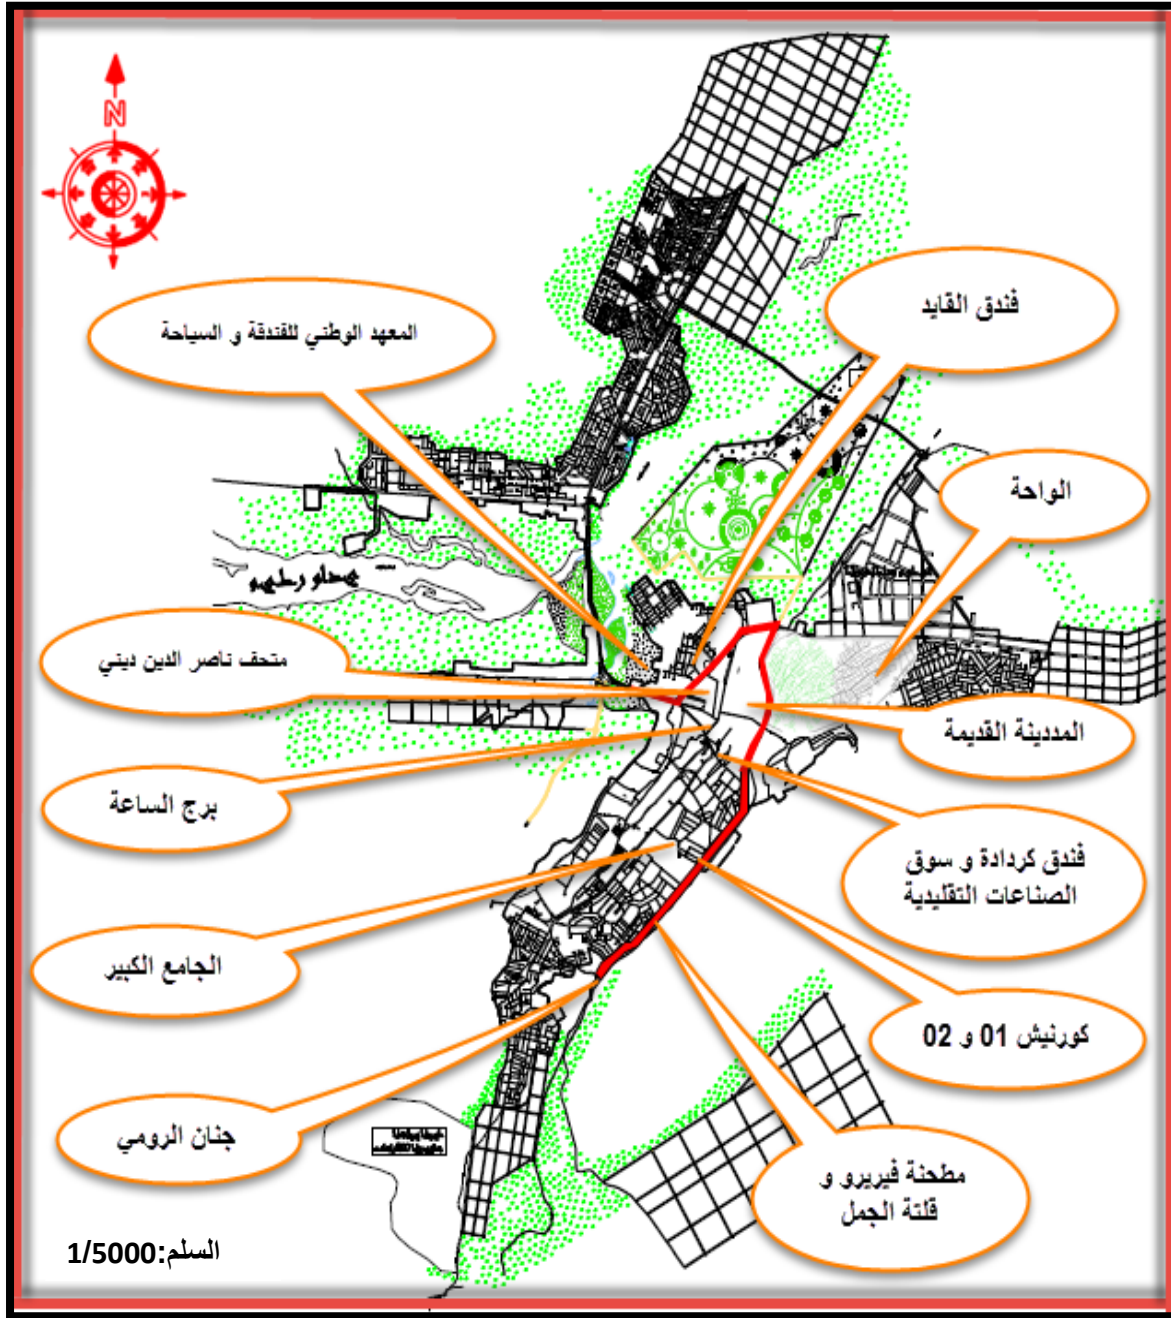 N
فندق القايد
المعهد الوطني للفندقة و السياحة
الواحة
متحف ناصر الدين ديني
المددينة القديمة
برج الساعة
فندق كردادة و سوق
الصناعات التقليدية
الجامع الكبير
كورنيش 01 و 02
جنان الرومي
مطحنة فيريرو و
قلتة الجمل
السلم:1/5000